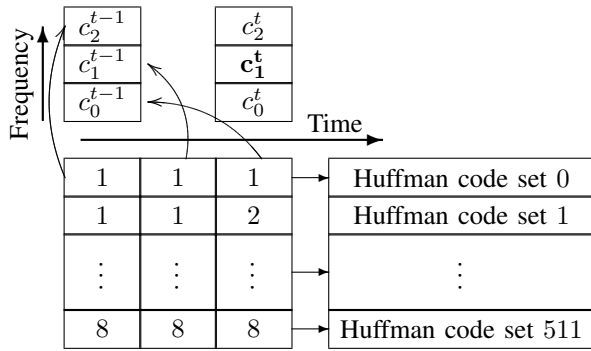 Frequency
c_2^{t-1} c_2^t
c_1^{t-1} c_1^t
c_0^{t-1} c_0^t
Time
1 1 1 Huffman code set 0
1 1 2 Huffman code set 1
⋮ ⋮ ⋮ ⋮
8 8 8 Huffman code set 511